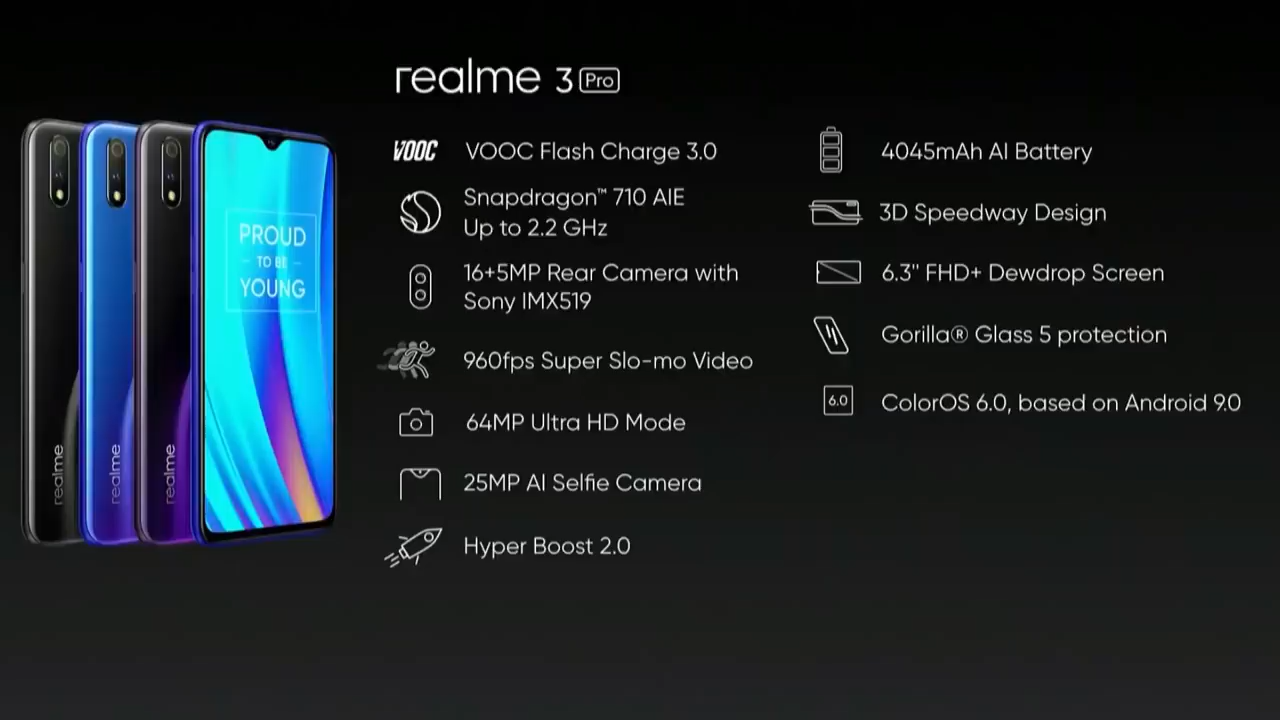 realme 3 Pro
VOOC
VOOC Flash Charge 3.0
Snapdragon™ 710 AIE
Up to 2.2 GHz
16+5MP Rear Camera with
Sony IMX519
960fps Super Slo-mo Video
64MP Ultra HD Mode
25MP AI Selfie Camera
Hyper Boost 2.0
4045mAh AI Battery
3D Speedway Design
6.3" FHD+ Dewdrop Screen
Gorilla® Glass 5 protection
6.0
ColorOS 6.0, based on Android 9.0
PROUD
TO BE
YOUNG
realme
realme
realme